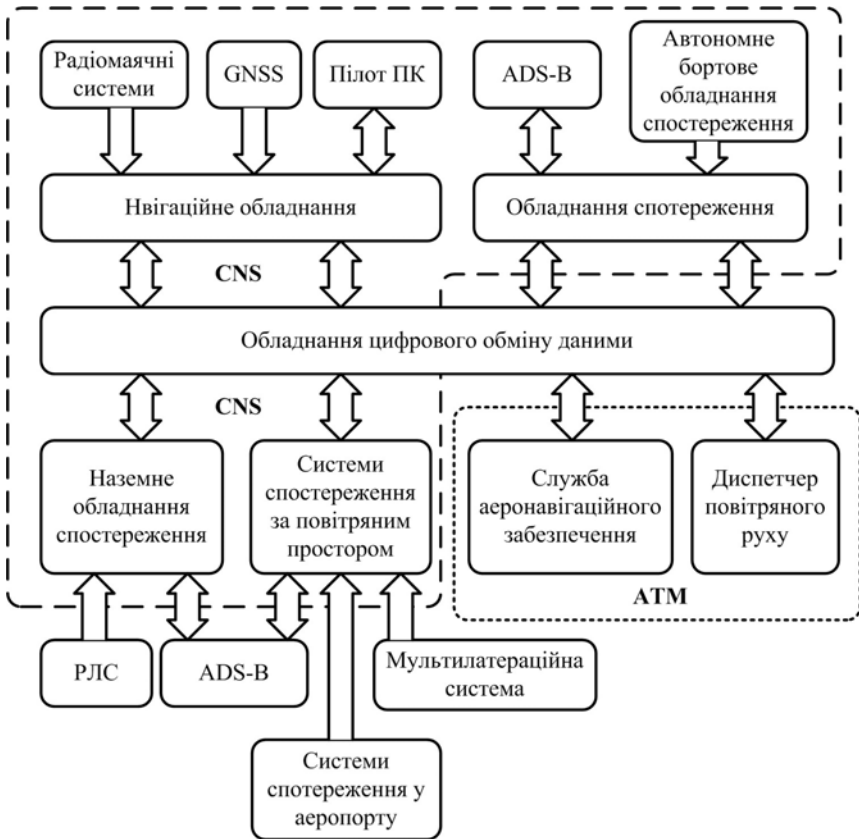 Радіомаячні
системи
GNSS
Пілот ПК
ADS-B
Автономне
бортове
обладнання
спостереження
Нвігаційне обладнання
Обладнання спотереження
CNS
Обладнання цифрового обміну даними
CNS
Наземне
обладнання
спостереження
Системи
спостереження
за повітряним
простором
Служба
аеронавігаційного
забезпечення
Диспетчер
повітряного
руху
ATM
РЛС
ADS-B
Мультилатераційна
система
Системи
спотереження у
аеропорту